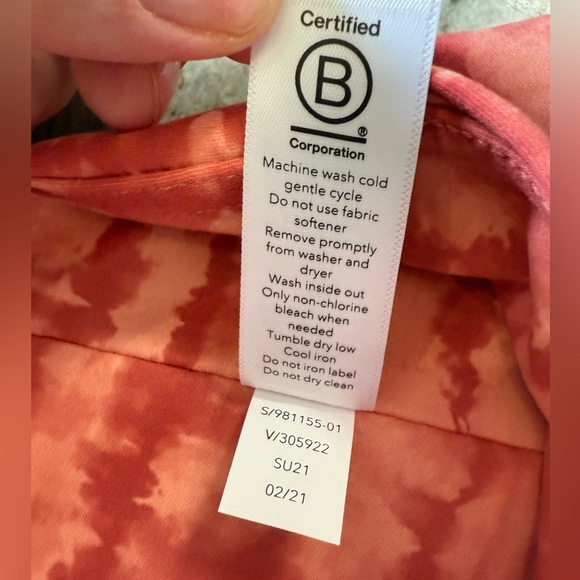 Certified
B
®
Corporation
Machine wash cold
gentle cycle
Do not use fabric
softener
Remove promptly
from washer and
dryer
Wash inside out
Only non-chlorine
bleach when
needed
Tumble dry low
Cool iron
Do not iron label
Do not dry clean
S/981155-01
V/305922
SU21
02/21